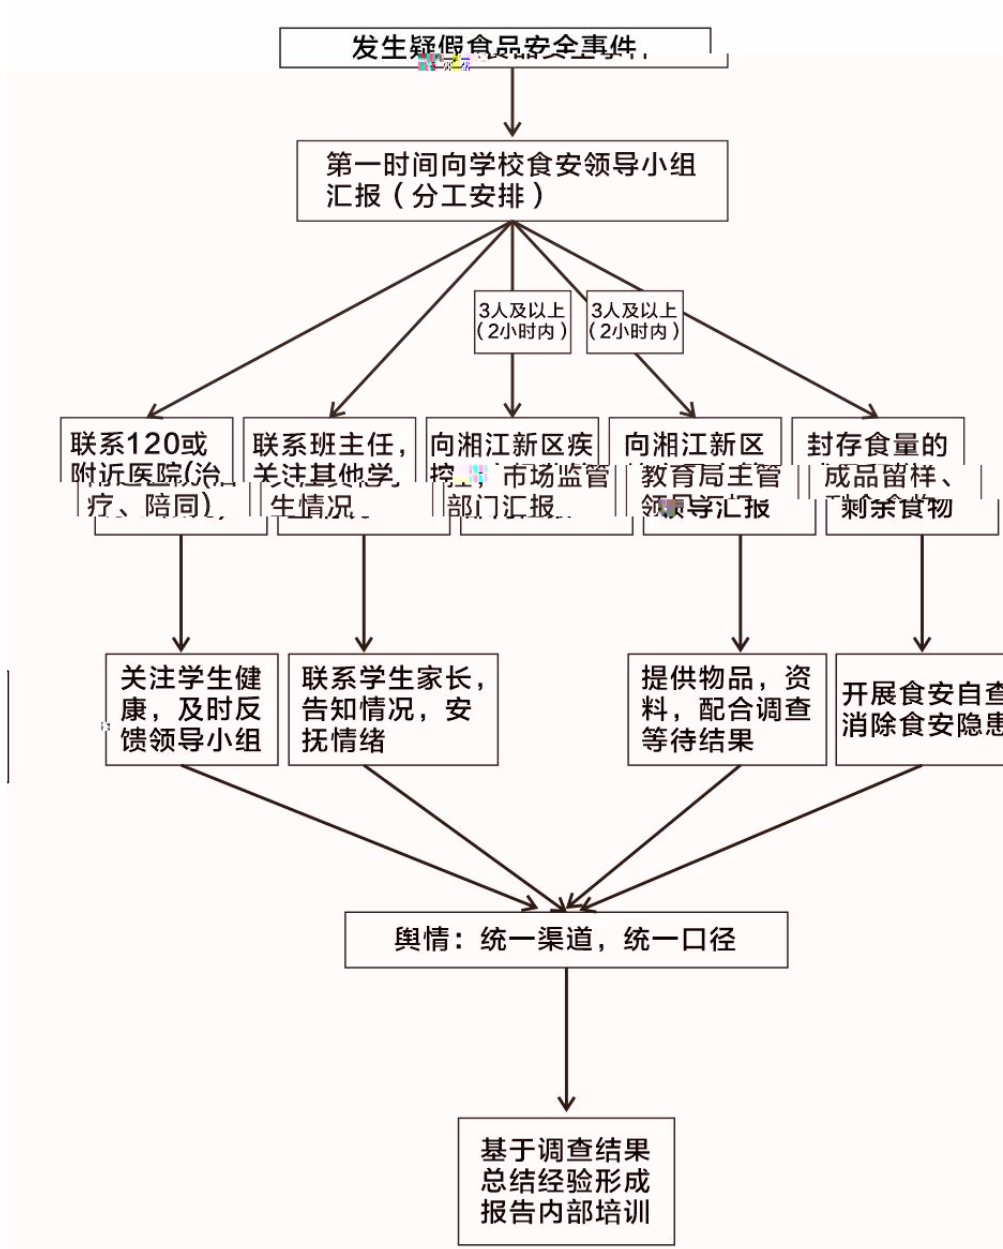 发生疑假食品安全事件
第一时间向学校食安领导小组
汇报（分工安排）
3人及以上
（2小时内）
3人及以上
（2小时内）
联系120或
附近医院(治
疗、陪同)
联系班主任，
关注其他学
生情况。
向湘江新区疾
控，市场监管
部门汇报
向湘江新区
教育局主管
领导汇报
封存食量的
成品留样、
剩余食物
关注学生健
康，及时反
馈领导小组
联系学生家长，
告知情况，安
抚情绪
提供物品，资
料，配合调查
等待结果
开展食安自查
消除食安隐患
舆情：统一渠道，统一口径
基于调查结果
总结经验形成
报告内部培训